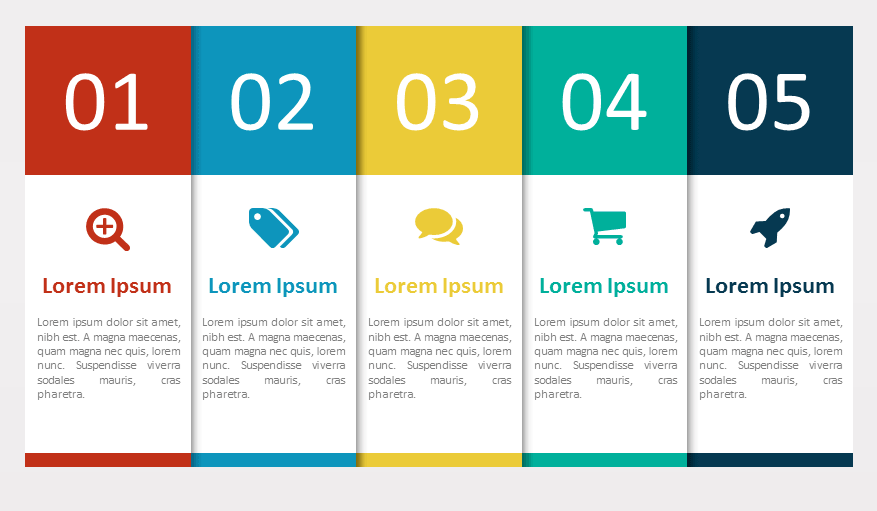 01
Lorem Ipsum
Lorem ipsum dolor sit amet,
nibh est. A magna maecenas,
quam magna nec quis, lorem
nunc. Suspendisse viverra
sodales mauris, cras
pharetra.
02
Lorem Ipsum
Lorem ipsum dolor sit amet,
nibh est. A magna maecenas,
quam magna nec quis, lorem
nunc. Suspendisse viverra
sodales mauris, cras
pharetra.
03
Lorem Ipsum
Lorem ipsum dolor sit amet,
nibh est. A magna maecenas,
quam magna nec quis, lorem
nunc. Suspendisse viverra
sodales mauris, cras
pharetra.
04
Lorem Ipsum
Lorem ipsum dolor sit amet,
nibh est. A magna maecenas,
quam magna nec quis, lorem
nunc. Suspendisse viverra
sodales mauris, cras
pharetra.
05
Lorem Ipsum
Lorem ipsum dolor sit amet,
nibh est. A magna maecenas,
quam magna nec quis, lorem
nunc. Suspendisse viverra
sodales mauris, cras
pharetra.